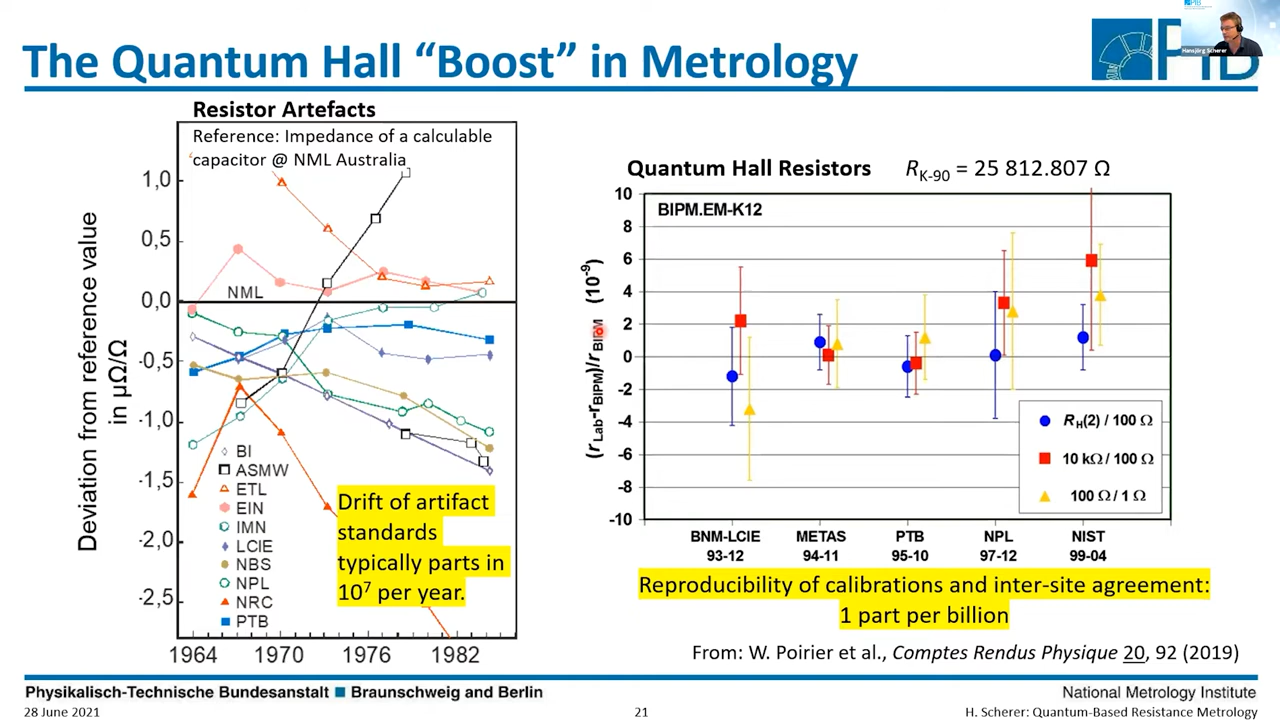 The Quantum Hall “Boost” in Metrology
PTB
Hansjörg Scherer
PTB
Resistor Artefacts
Reference: Impedance of a calculable
capacitor @ NML Australia
Deviation from reference value
in µΩ/Ω
1,0
0,5
0,0
-0,5
-1,0
-1,5
-2,0
-2,5
NML
BI
ASMW
ETL
EIN
IMN
LCIE
NBS
NPL
NRC
PTB
Drift of artifact
standards
typically parts in
10⁷ per year.
1964 1970 1976 1982
Quantum Hall Resistors R_K-90 = 25 812.807 Ω
BIPM.EM-K12
(r_Lab-r_BIPM)/r_BIPM (10⁻⁹)
10
8
6
4
2
0
-2
-4
-6
-8
-10
R_H(2) / 100 Ω
10 kΩ / 100 Ω
100 Ω / 1 Ω
BNM-LCIE METAS PTB NPL NIST
93-12 94-11 95-10 97-12 99-04
Reproducibility of calibrations and inter-site agreement:
1 part per billion
From: W. Poirier et al., Comptes Rendus Physique 20, 92 (2019)
Physikalisch-Technische Bundesanstalt ■ Braunschweig and Berlin
National Metrology Institute
28 June 2021
21
H. Scherer: Quantum-Based Resistance Metrology